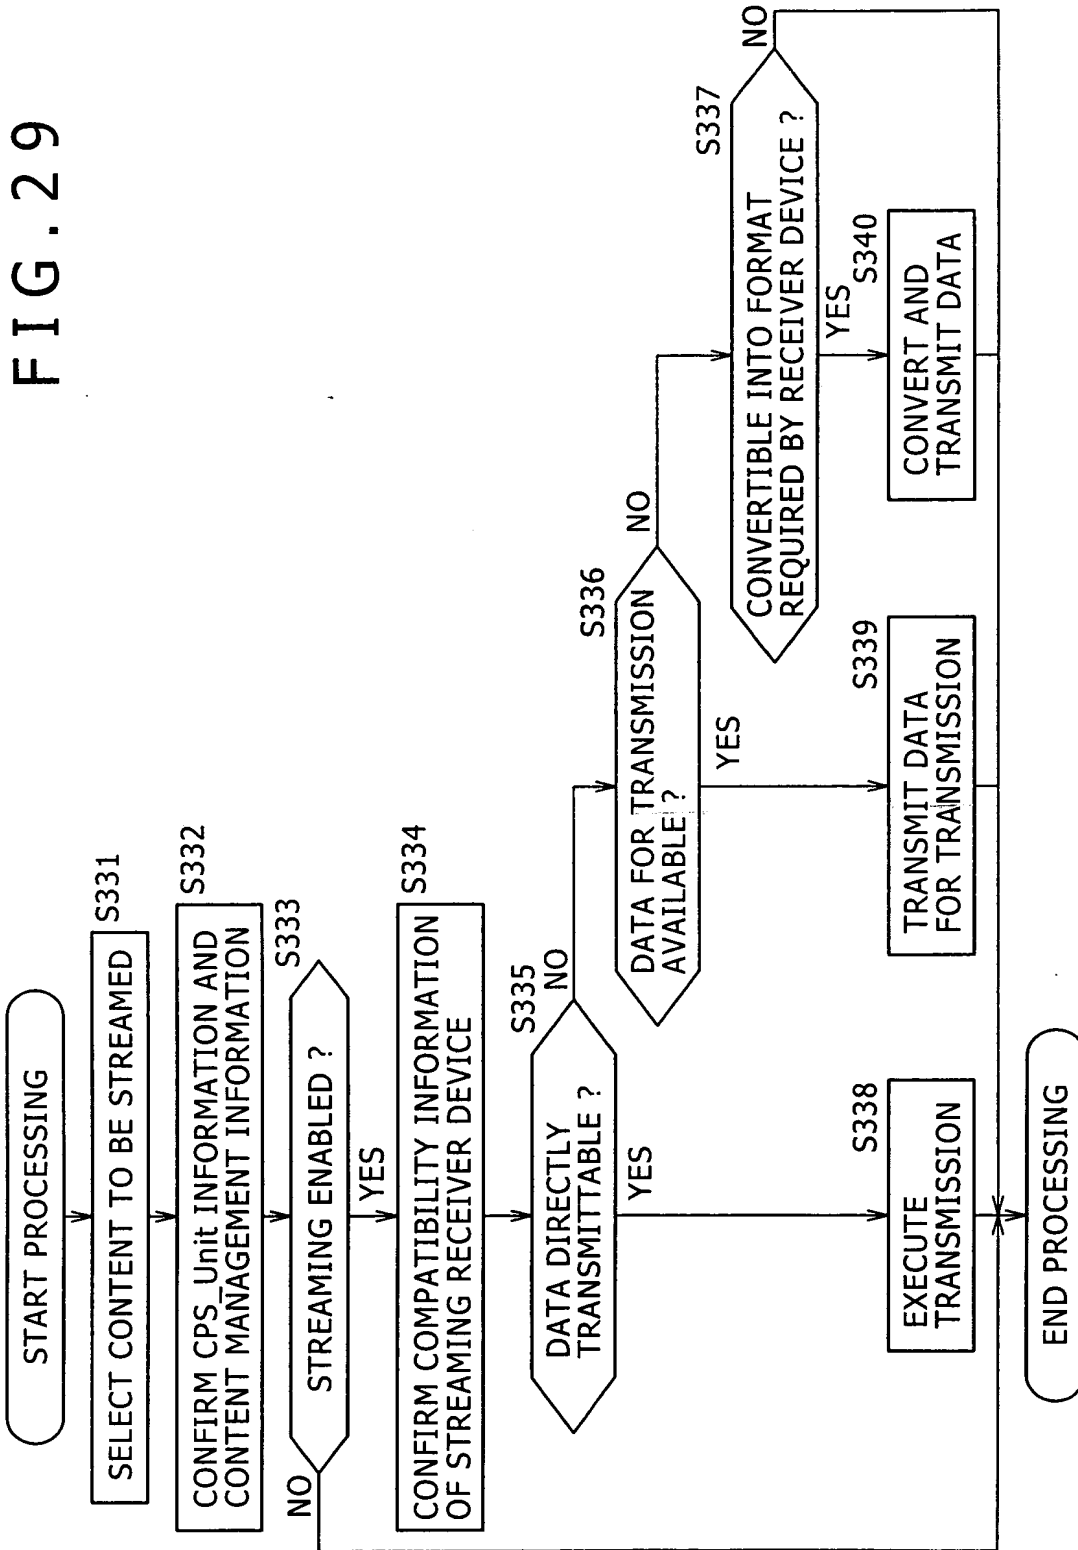 FIG.29
START PROCESSING
SELECT CONTENT TO BE STREAMED
S331
CONFIRM CPS_Unit INFORMATION AND
CONTENT MANAGEMENT INFORMATION
S332
STREAMING ENABLED ?
S333
NO
YES
CONFIRM COMPATIBILITY INFORMATION
OF STREAMING RECEIVER DEVICE
S334
DATA DIRECTLY
TRANSMITTABLE ?
S335
NO
YES
DATA FOR TRANSMISSION
AVAILABLE ?
S336
NO
YES
CONVERTIBLE INTO FORMAT
REQUIRED BY RECEIVER DEVICE ?
S337
NO
YES
EXECUTE
TRANSMISSION
S338
TRANSMIT DATA
FOR TRANSMISSION
S339
CONVERT AND
TRANSMIT DATA
S340
END PROCESSING